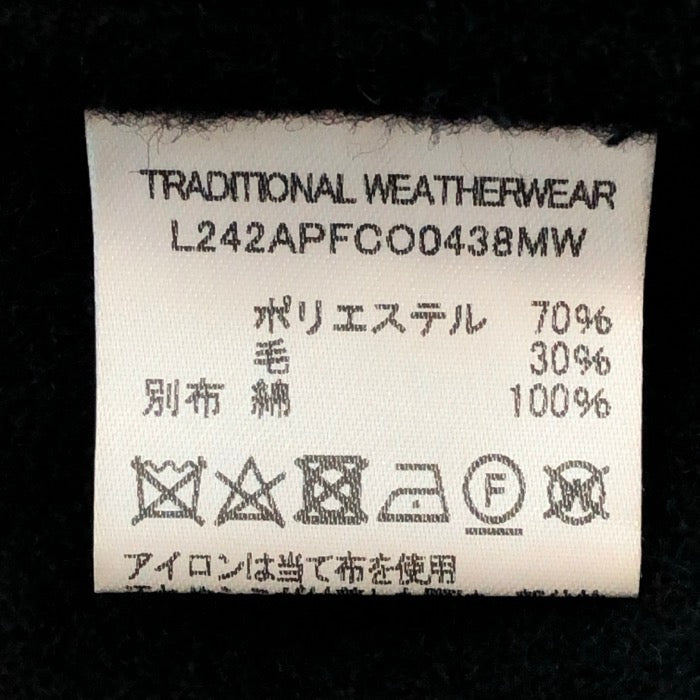 TRADITIONAL WEATHERWEAR
L242APFCO0438MW
ポリエステル 70%
毛 30%
別布 綿 100%
F
W
アイロンは当て布を使用